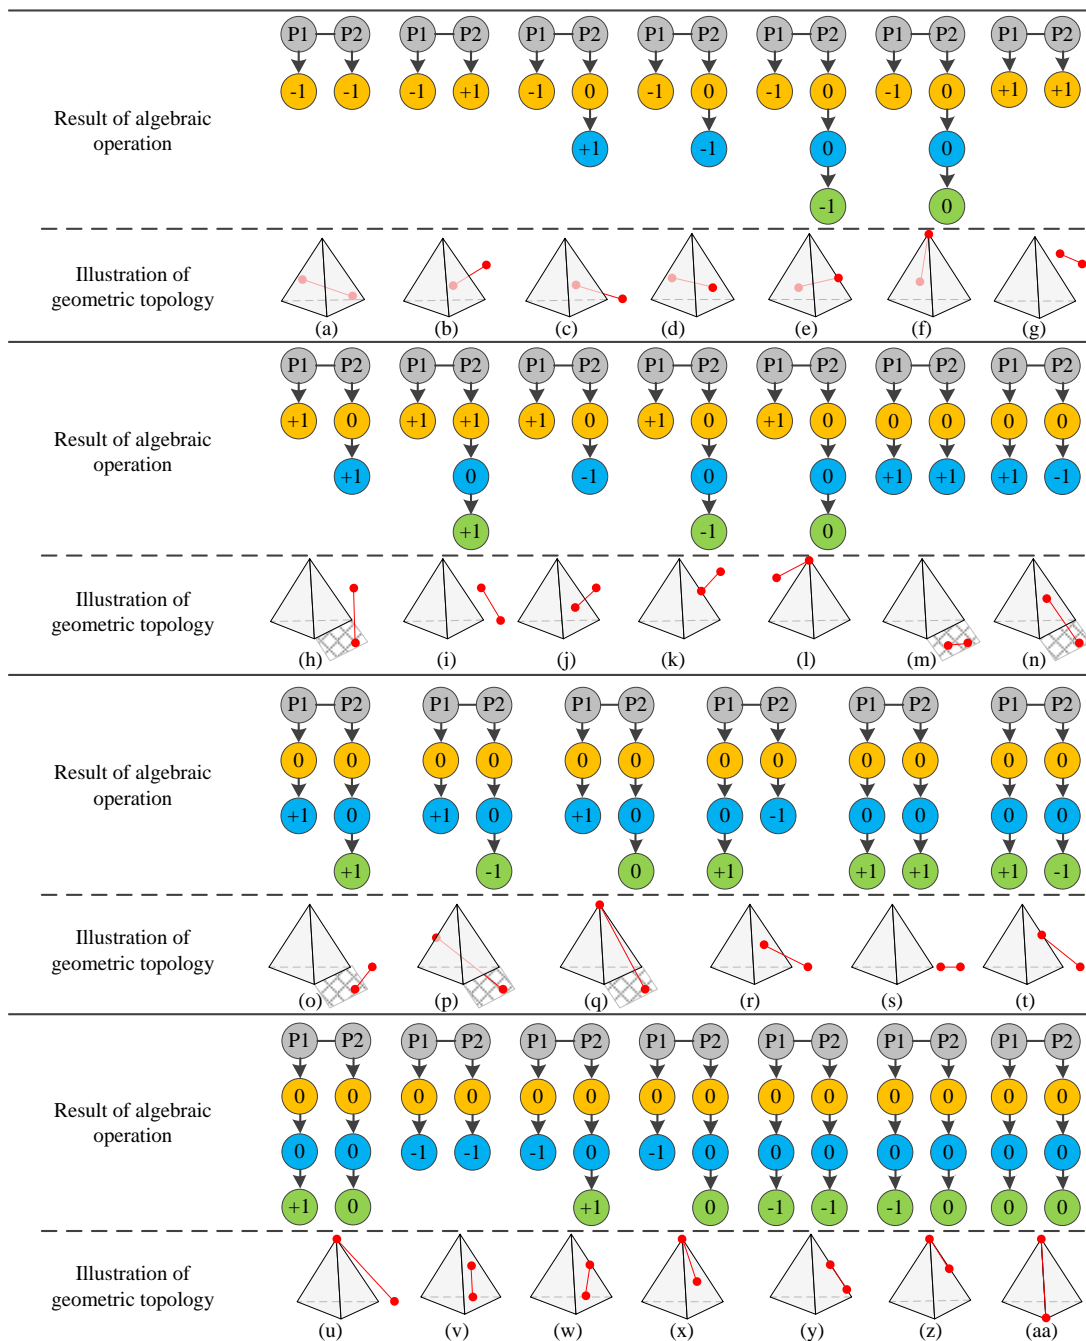 P1 P2 P1 P2 P1 P2 P1 P2 P1 P2 P1 P2 P1 P2
-1 -1 -1 +1 -1 0 -1 0 -1 0 -1 0 +1 +1
Result of algebraic
operation
+1 -1 0 0
-1 0
Illustration of
geometric topology
(a) (b) (c) (d) (e) (f) (g)
P1 P2 P1 P2 P1 P2 P1 P2 P1 P2 P1 P2 P1 P2
+1 0 +1 +1 +1 0 +1 0 +1 0 0 0 0 0
Result of algebraic
operation
+1 0 -1 0 0 +1 +1 +1 -1
+1 -1 0
Illustration of
geometric topology
(h) (i) (j) (k) (l) (m) (n)
P1 P2 P1 P2 P1 P2 P1 P2 P1 P2 P1 P2
0 0 0 0 0 0 0 0 0 0 0 0
Result of algebraic
operation
+1 0 +1 0 +1 0 0 -1 0 0 0 0
+1 -1 0 +1 +1 +1 +1 -1
Illustration of
geometric topology
(o) (p) (q) (r) (s) (t)
P1 P2 P1 P2 P1 P2 P1 P2 P1 P2 P1 P2 P1 P2
0 0 0 0 0 0 0 0 0 0 0 0 0 0
Result of algebraic
operation
0 0 -1 -1 -1 0 -1 0 0 0 0 0 0 0
+1 0 +1 0 -1 -1 -1 0 0 0
Illustration of
geometric topology
(u) (v) (w) (x) (y) (z) (aa)